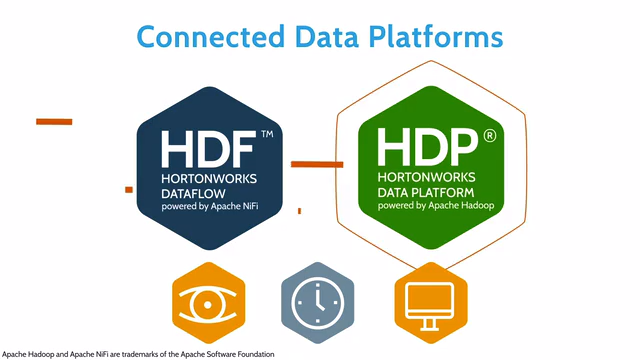 Connected Data Platforms
HDF™
HORTONWORKS
DATAFLOW
powered by Apache NiFi
HDP®
HORTONWORKS
DATA PLATFORM
powered by Apache Hadoop
Apache Hadoop and Apache NiFi are trademarks of the Apache Software Foundation